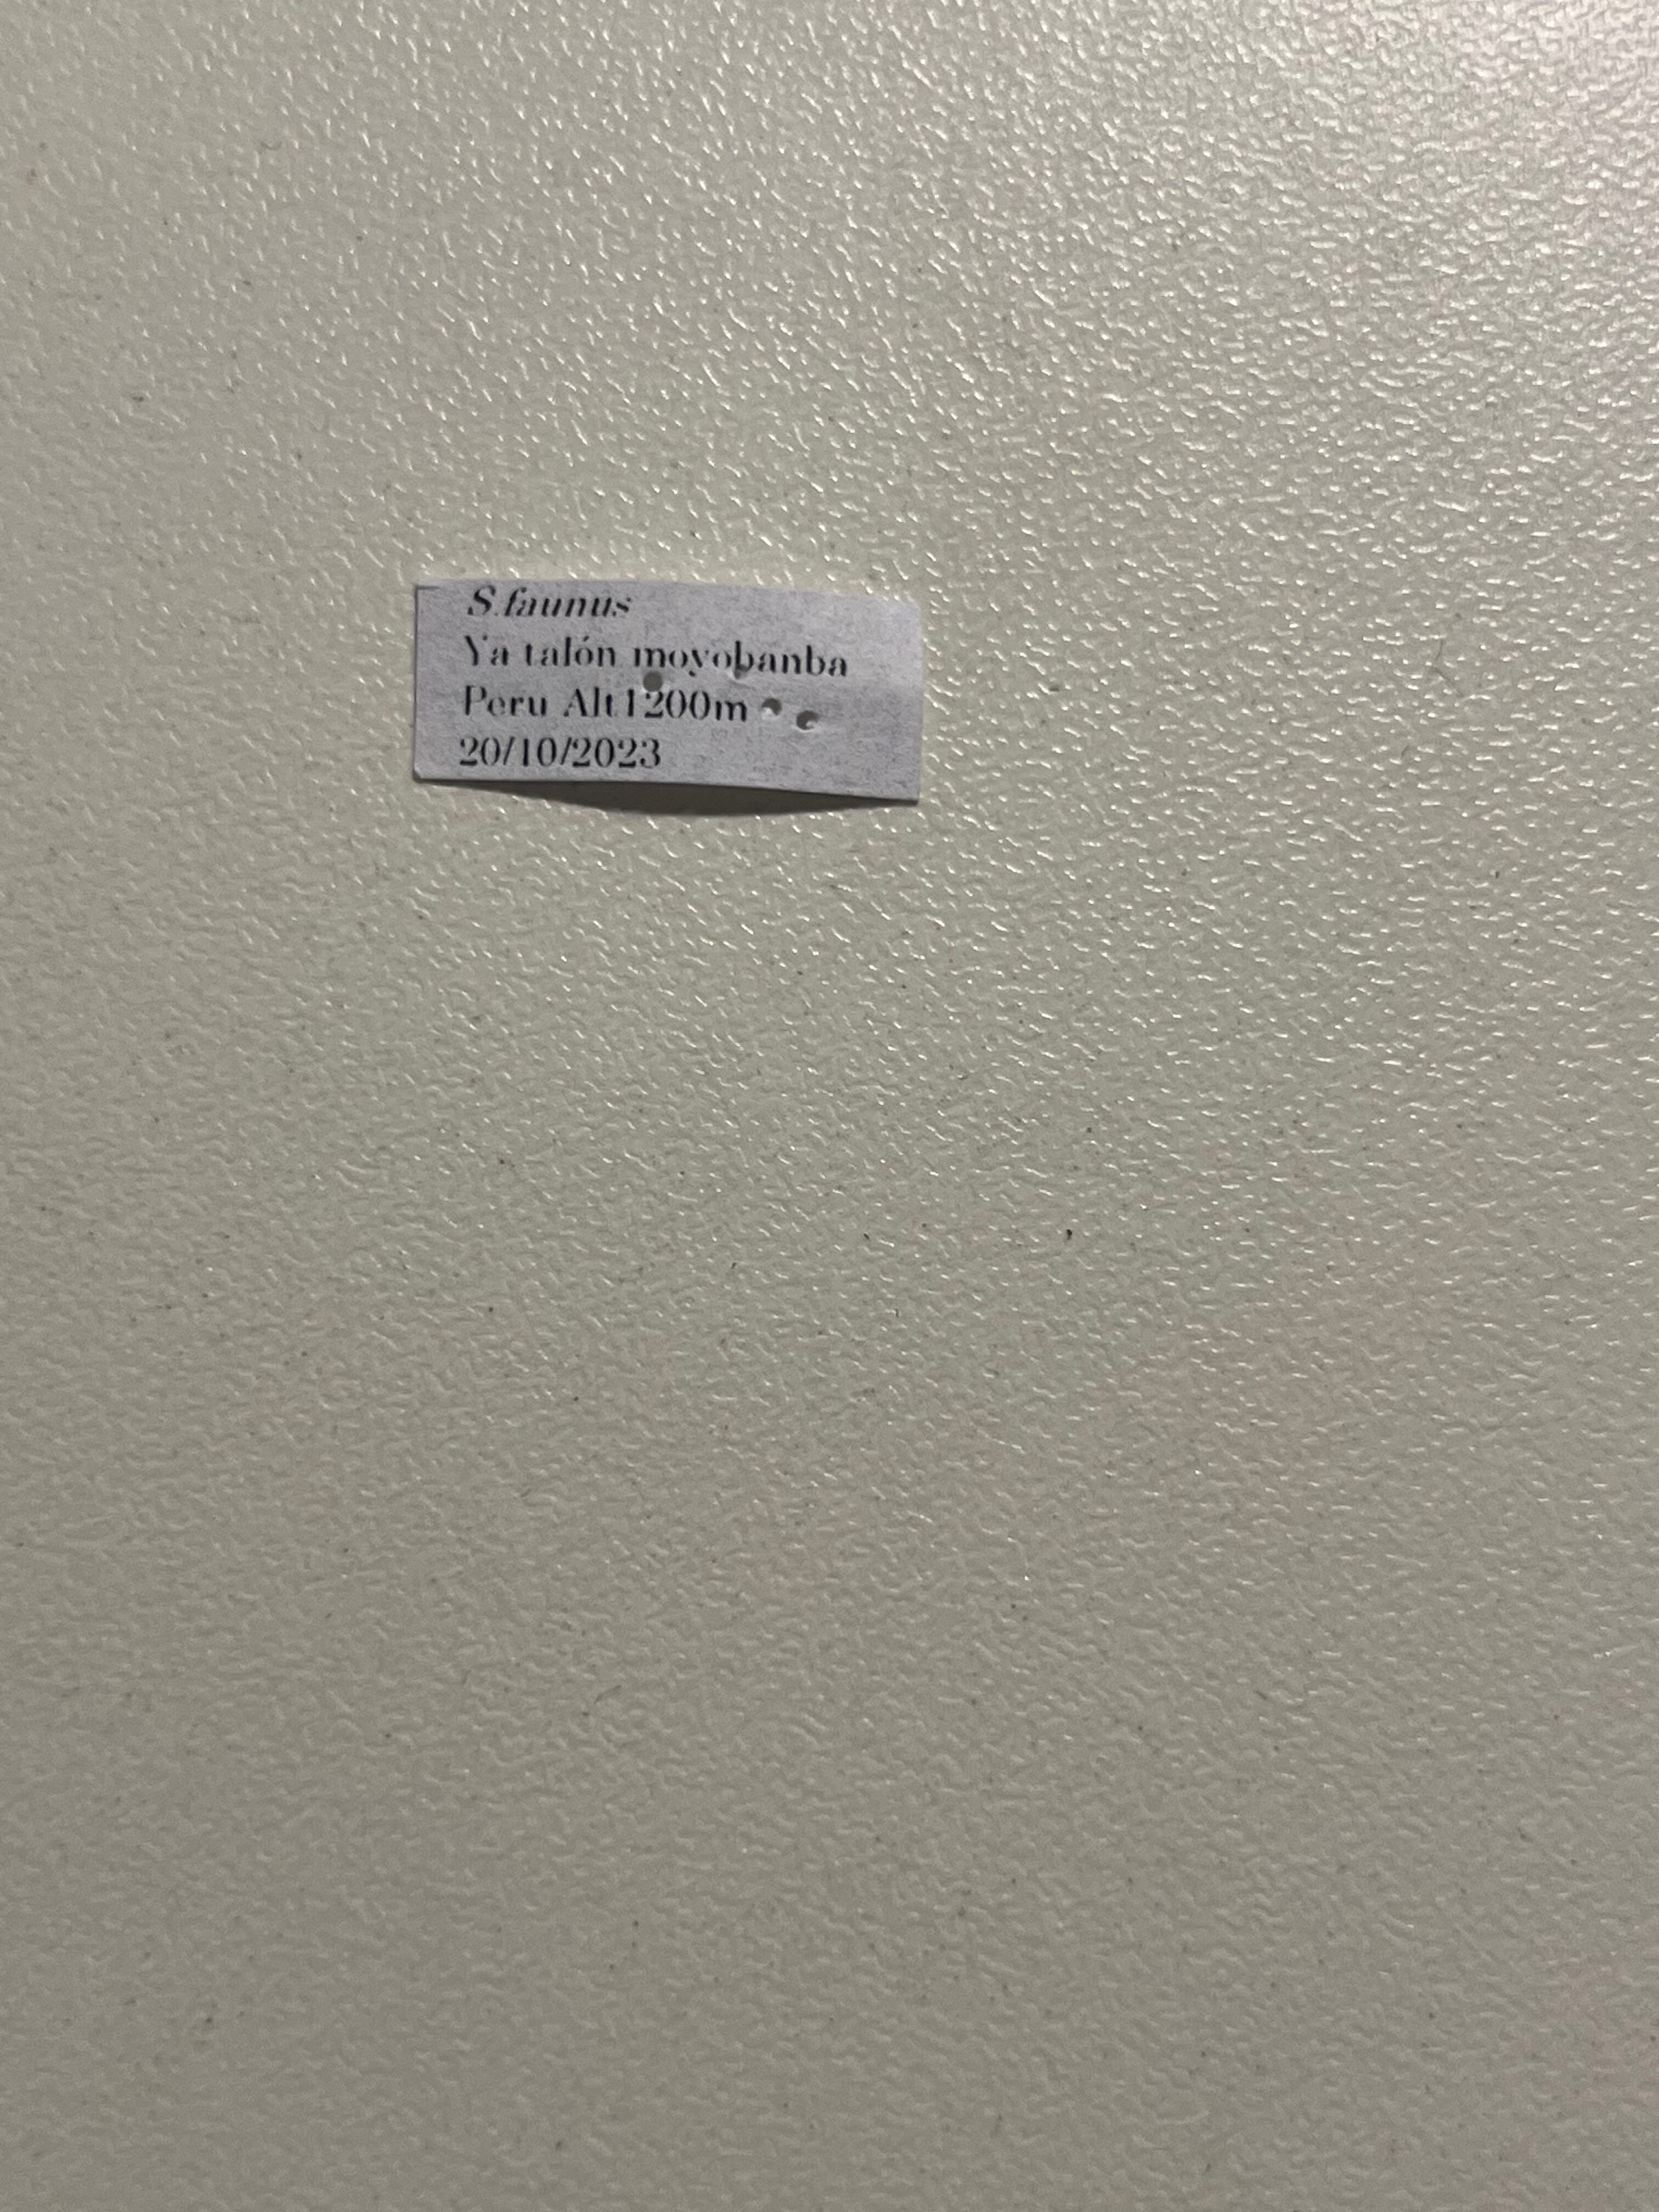 S.faunus
Ya talón moyobanba
Peru Alt1200m
20/10/2023